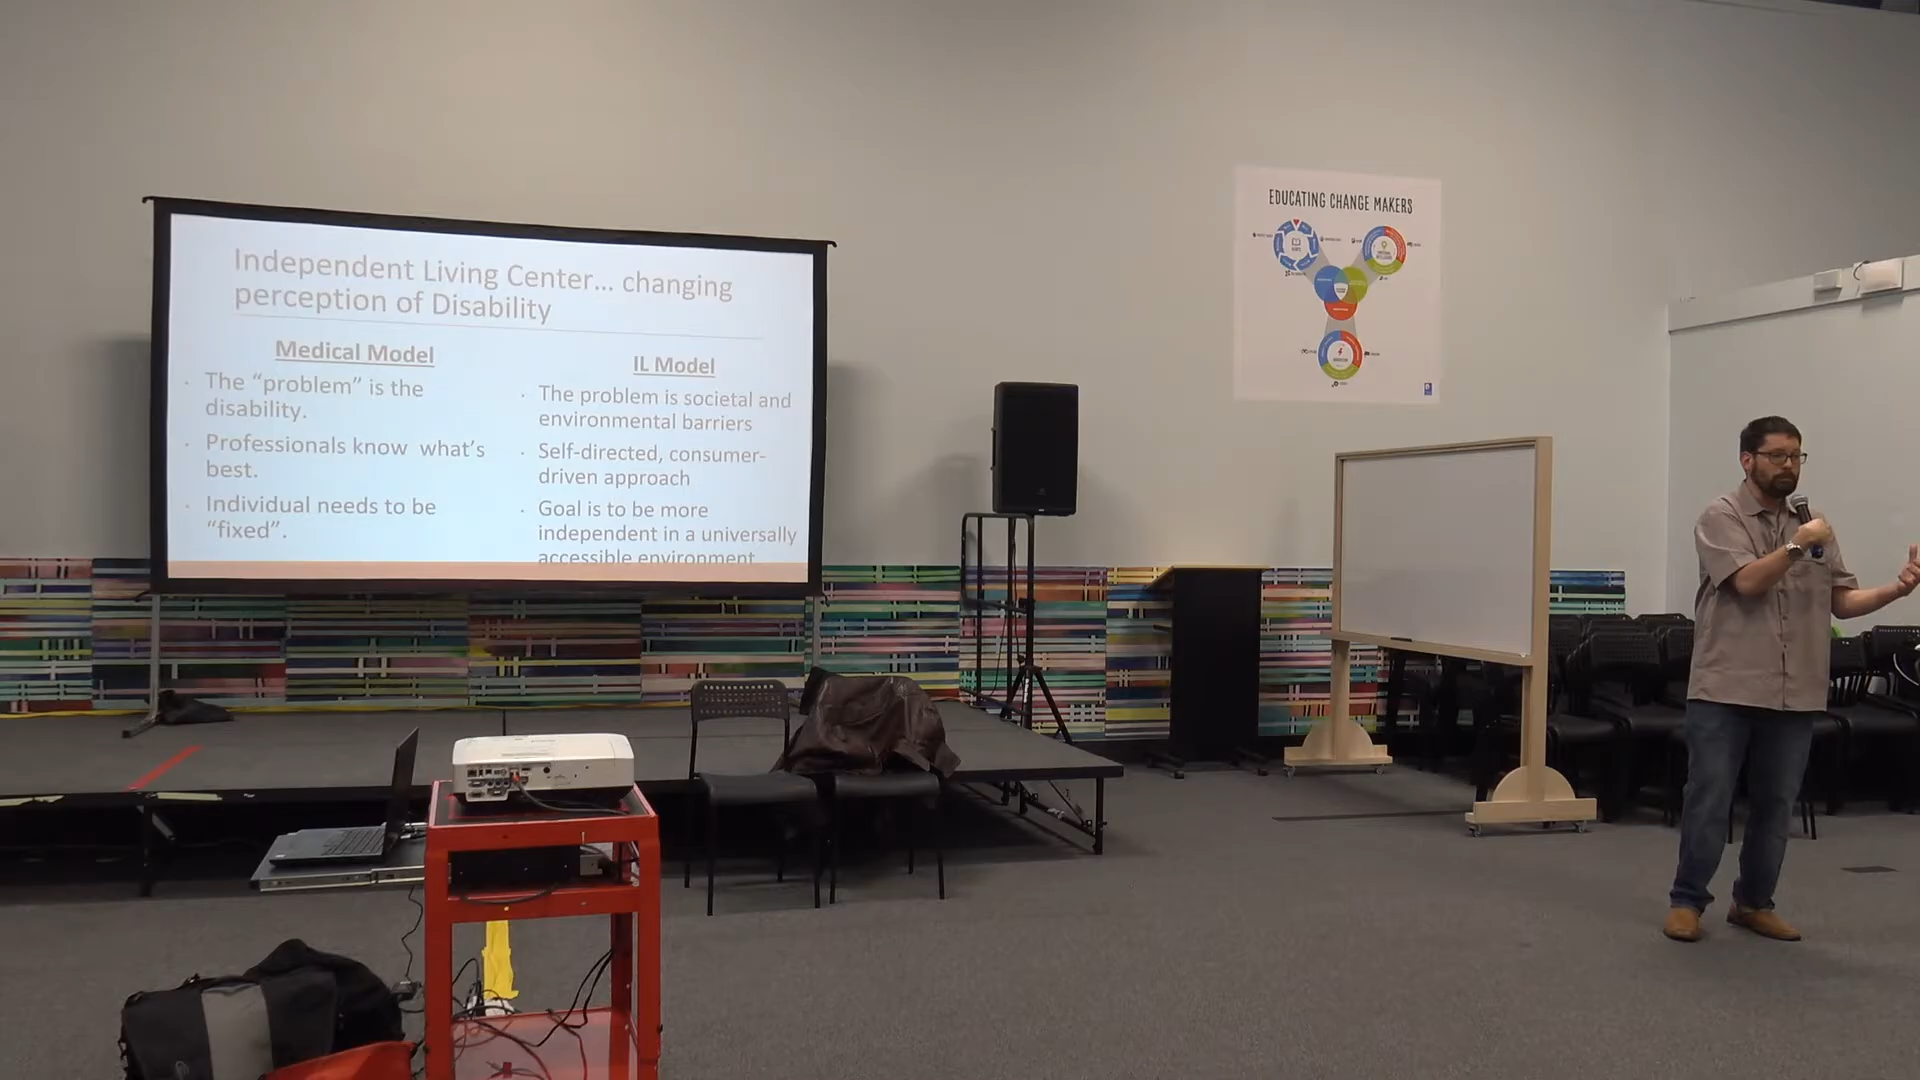 Independent Living Center... changing
perception of Disability
Medical Model
· The “problem” is the
disability.
· Professionals know what’s
best.
· Individual needs to be
“fixed”.
IL Model
· The problem is societal and
environmental barriers
· Self-directed, consumer-
driven approach
· Goal is to be more
independent in a universally
accessible environment
EDUCATING CHANGE MAKERS